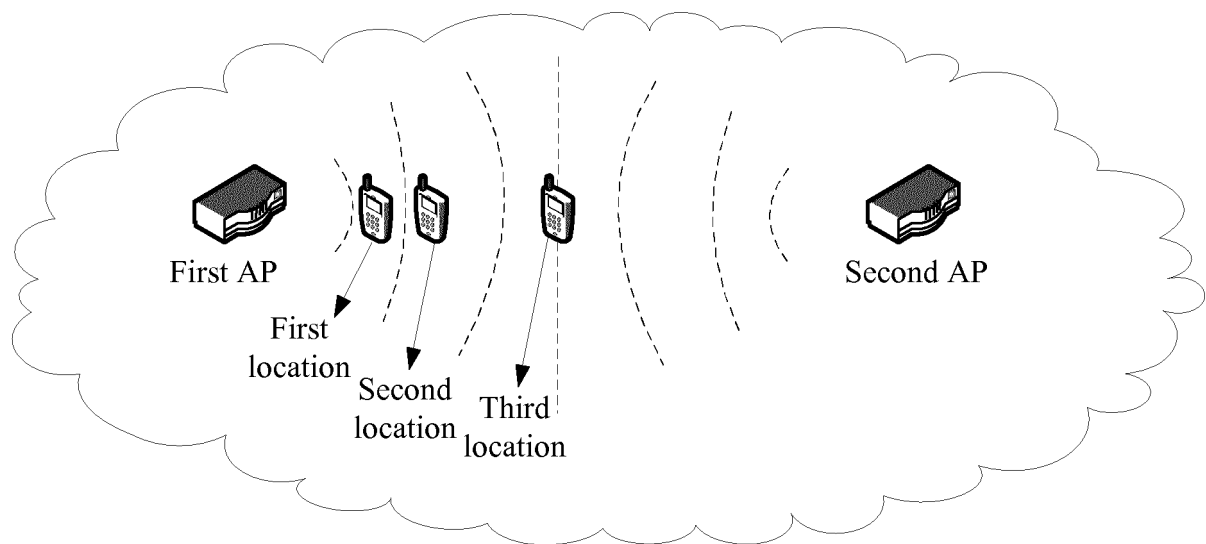 First AP
Second AP
First
location
Second
location
Third
location